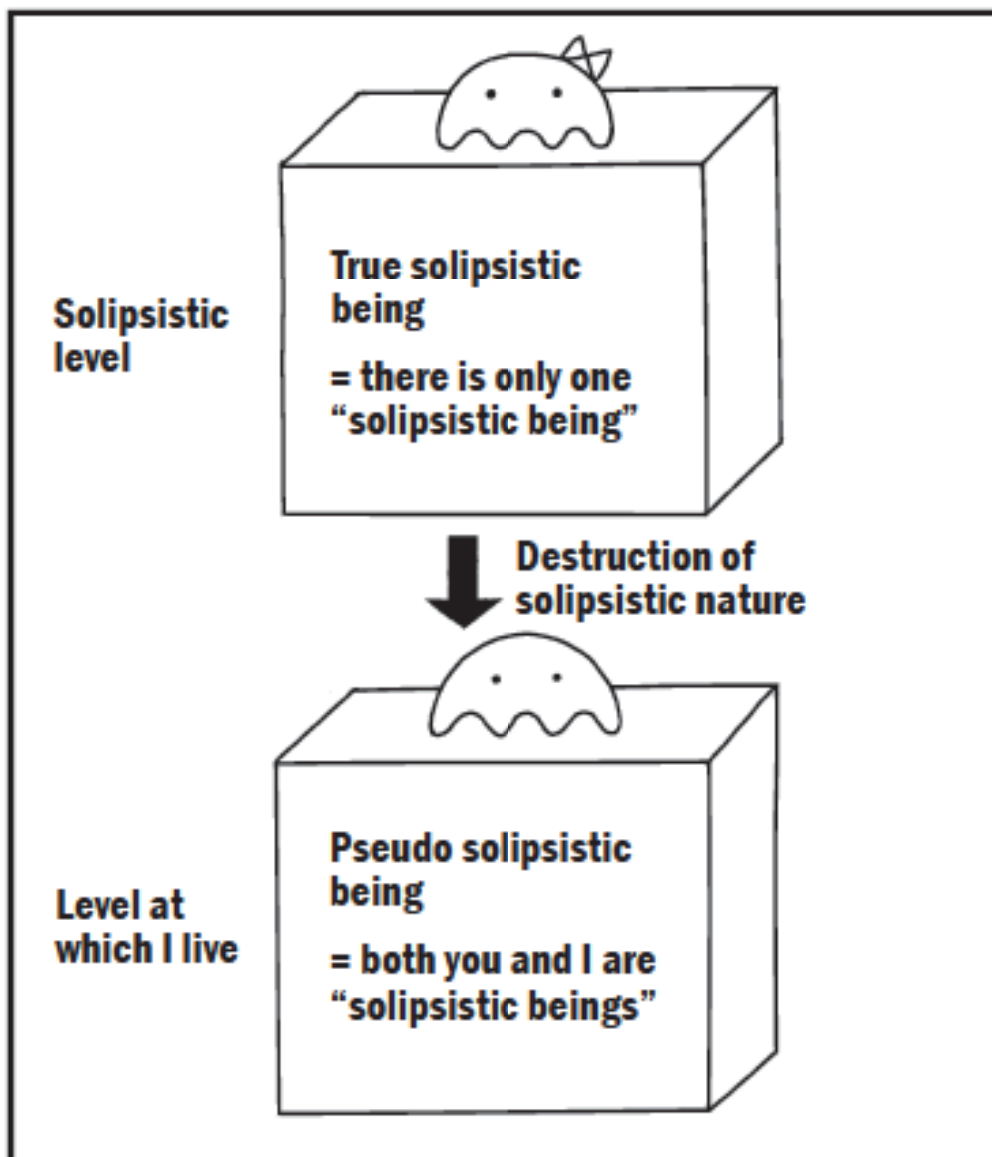 True solipsistic
being
Solipsistic
level
= there is only one
“solipsistic being”
Destruction of
solipsistic nature
Pseudo solipsistic
being
Level at
which I live
= both you and I are
“solipsistic beings”